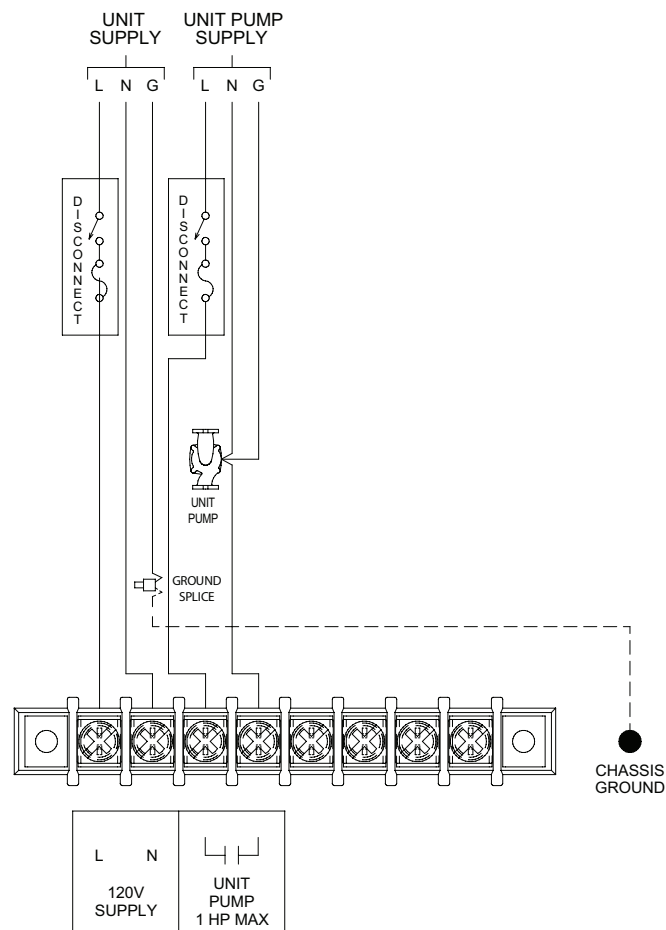 UNIT
SUPPLY
UNIT PUMP
SUPPLY
L N G
L N G
DISCONNECT
DISCONNECT
UNIT
PUMP
GROUND
SPLICE
CHASSIS
GROUND
L N
120V
SUPPLY
UNIT
PUMP
1 HP MAX